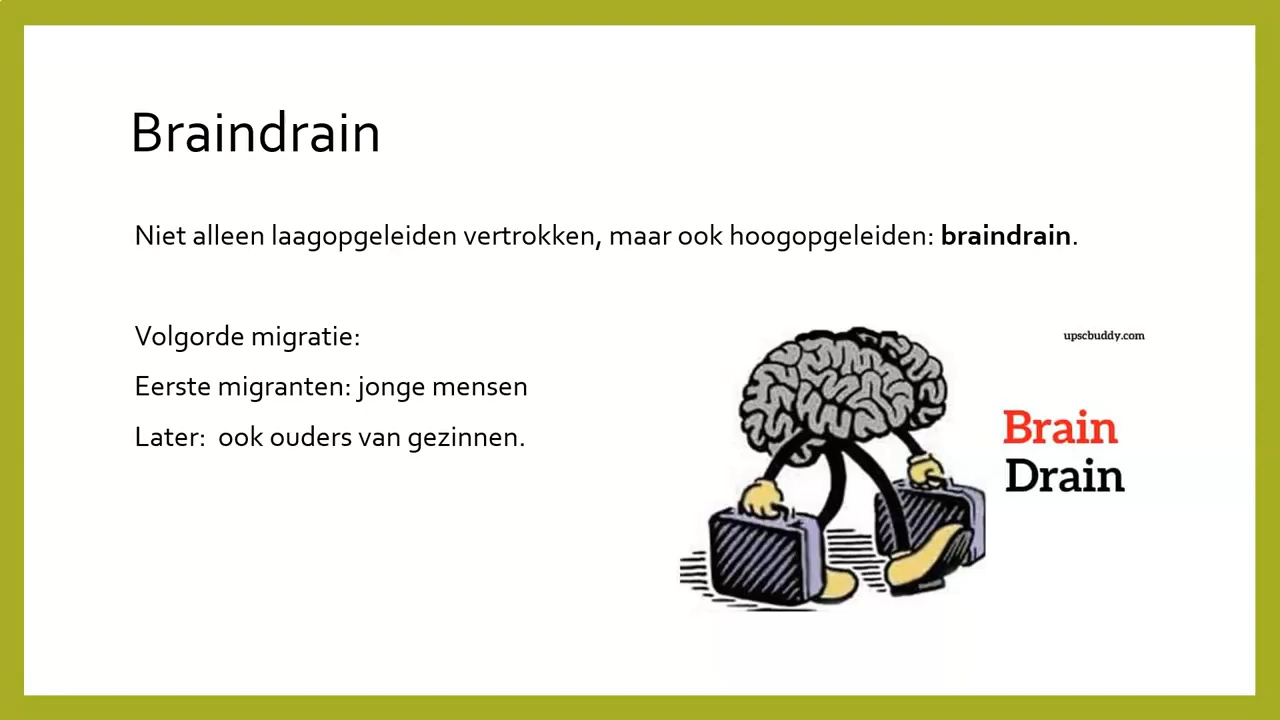 Braindrain
Niet alleen laagopgeleiden vertrokken, maar ook hoogopgeleiden: braindrain.
Volgorde migratie:
Eerste migranten: jonge mensen
Later: ook ouders van gezinnen.
upscbuddy.com
Brain
Drain